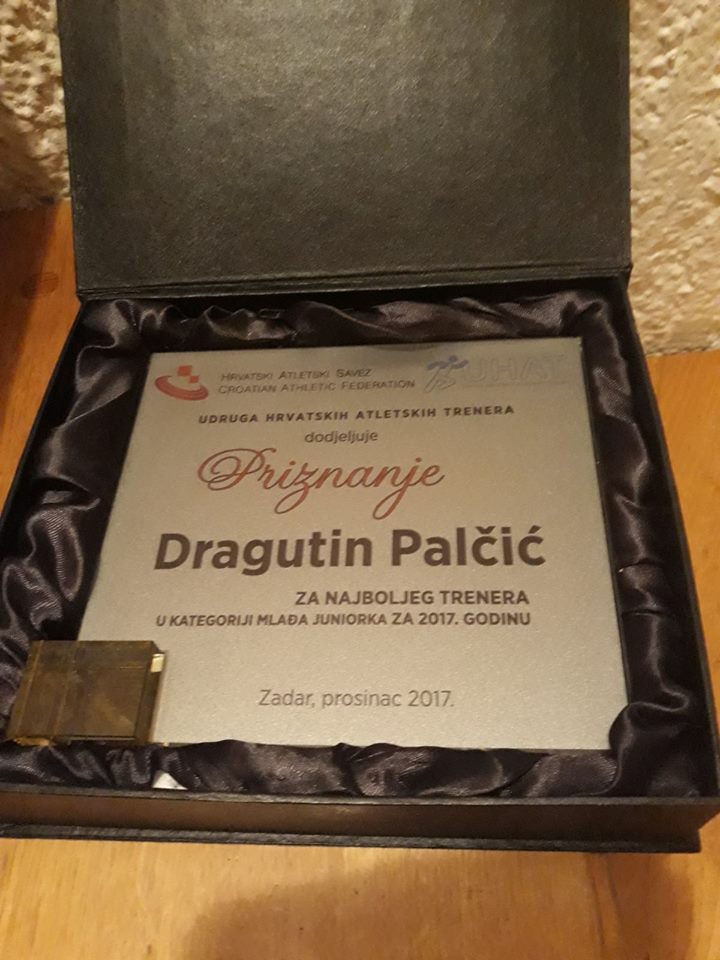 HRVATSKI ATLETSKI SAVEZ
CROATIAN ATHLETIC FEDERATION
UHAT
UDRUGA HRVATSKIH ATLETSKIH TRENERA
dodjeljuje
Priznanje
Dragutin Palčić
ZA NAJBOLJEG TRENERA
U KATEGORIJI MLAĐA JUNIORKA ZA 2017. GODINU
Zadar, prosinac 2017.